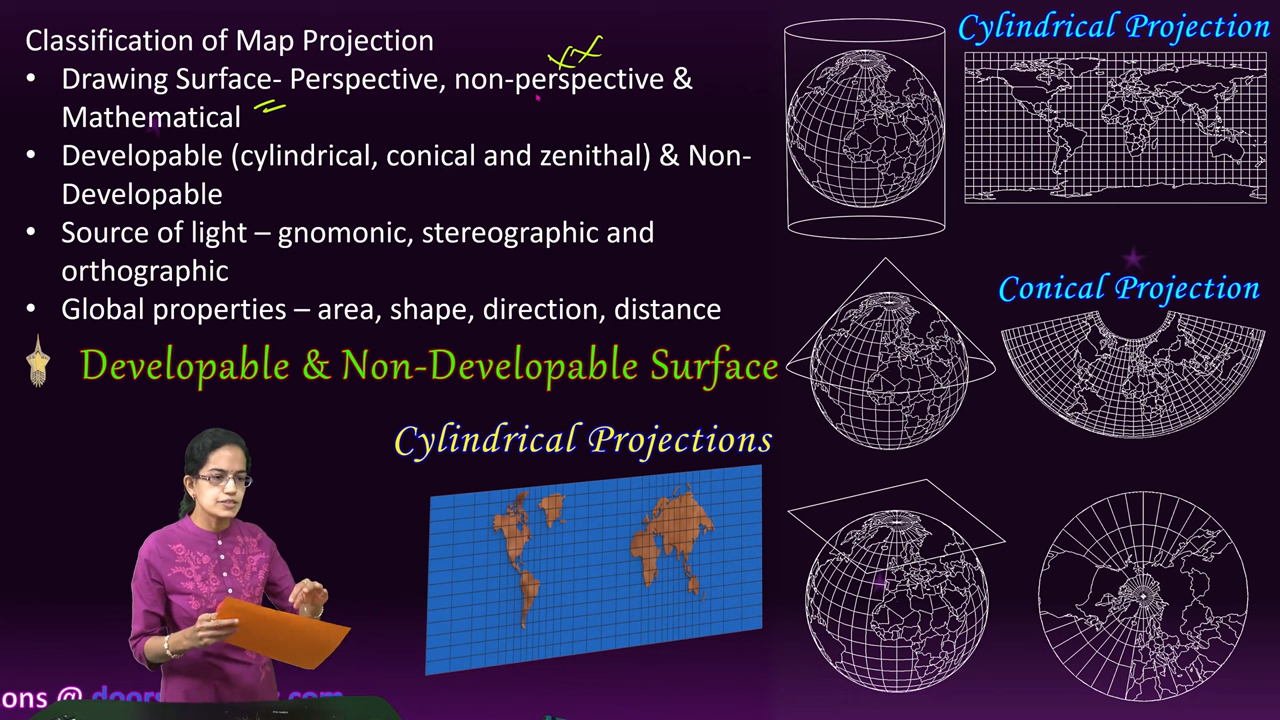 Classification of Map Projection
• Drawing Surface- Perspective, non-perspective &
Mathematical
• Developable (cylindrical, conical and zenithal) & Non-
Developable
• Source of light – gnomonic, stereographic and
orthographic
• Global properties – area, shape, direction, distance
Developable & Non-Developable Surface
Cylindrical Projections
Cylindrical Projection
Conical Projection
ons @